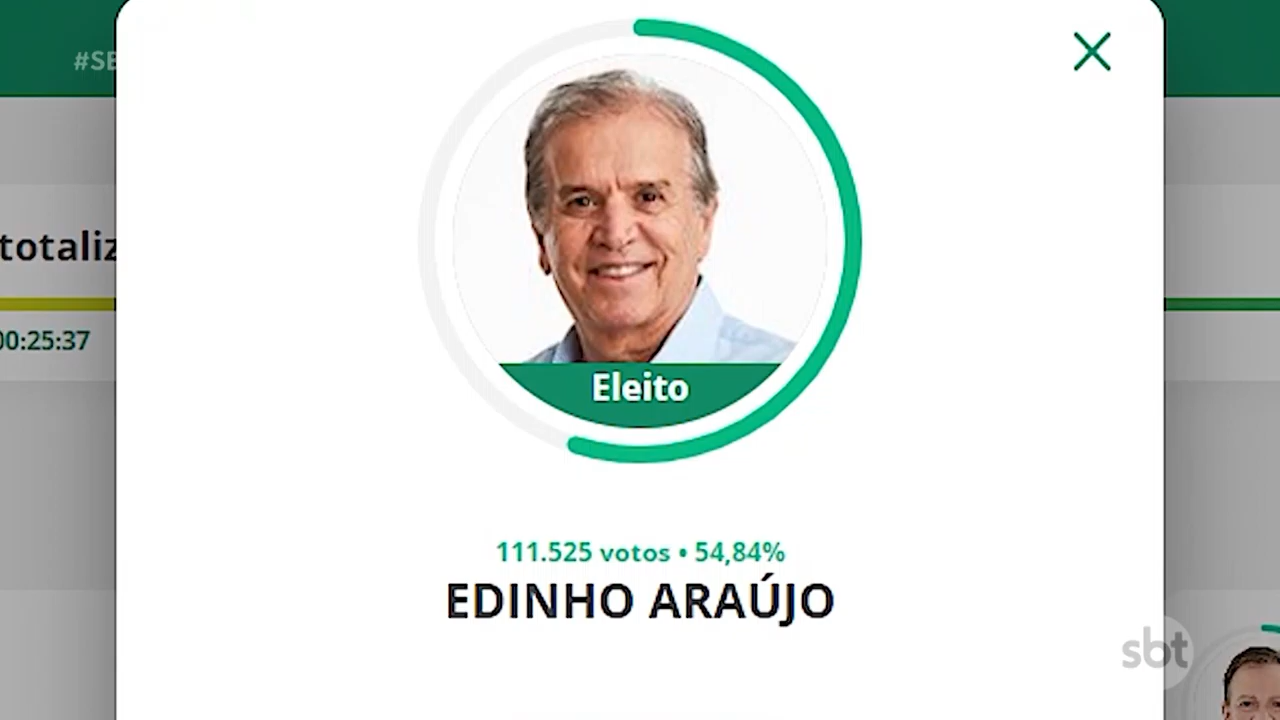 #SB
totaliz
00:25:37
Eleito
111.525 votos • 54,84%
EDINHO ARAÚJO
sbt